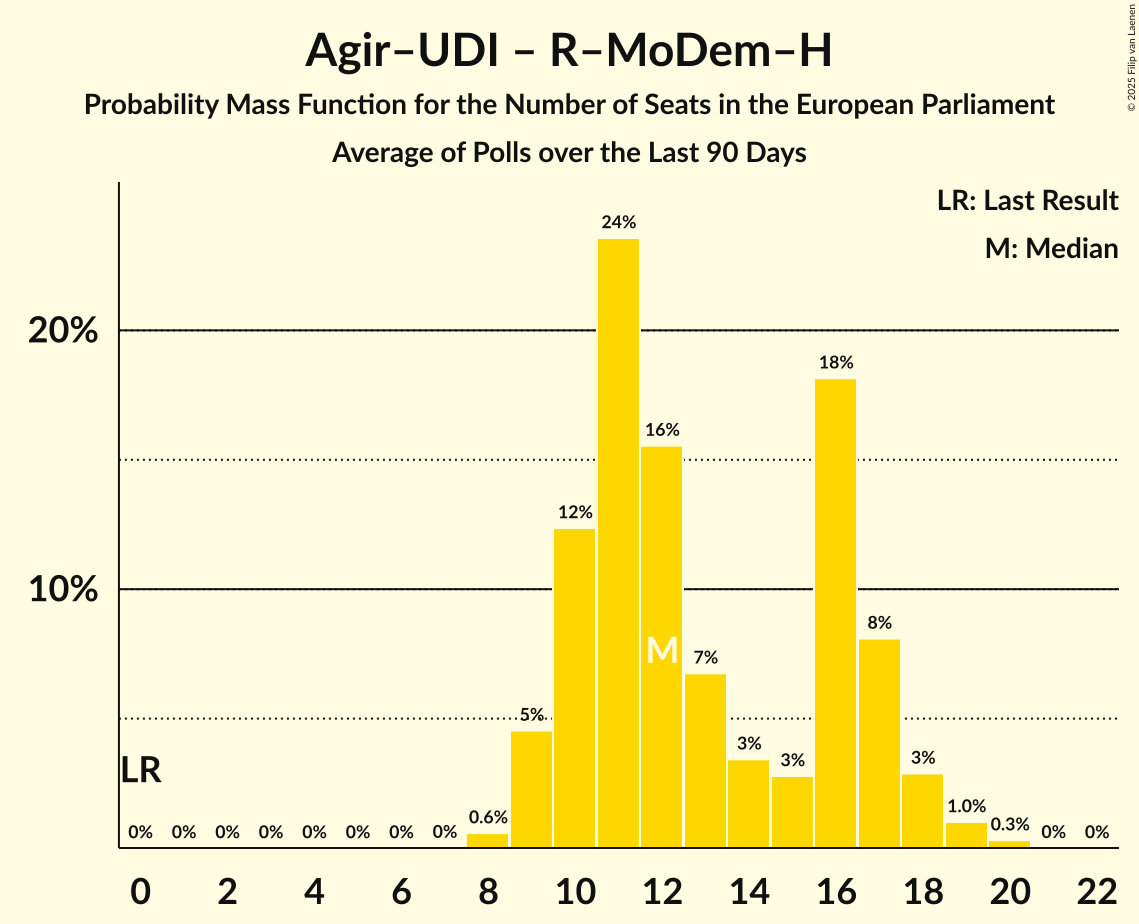 Agir–UDI – R–MoDem–H
Probability Mass Function for the Number of Seats in the European Parliament
Average of Polls over the Last 90 Days
© 2025 Filip van Laenen
LR: Last Result
M: Median
24%
20%
18%
16%
12%
10%
8%
M
7%
5%
3%
3%
3%
LR
1.0%
0.6%
0.3%
0% 0% 0% 0% 0% 0% 0% 0% 0% 0%
0 2 4 6 8 10 12 14 16 18 20 22